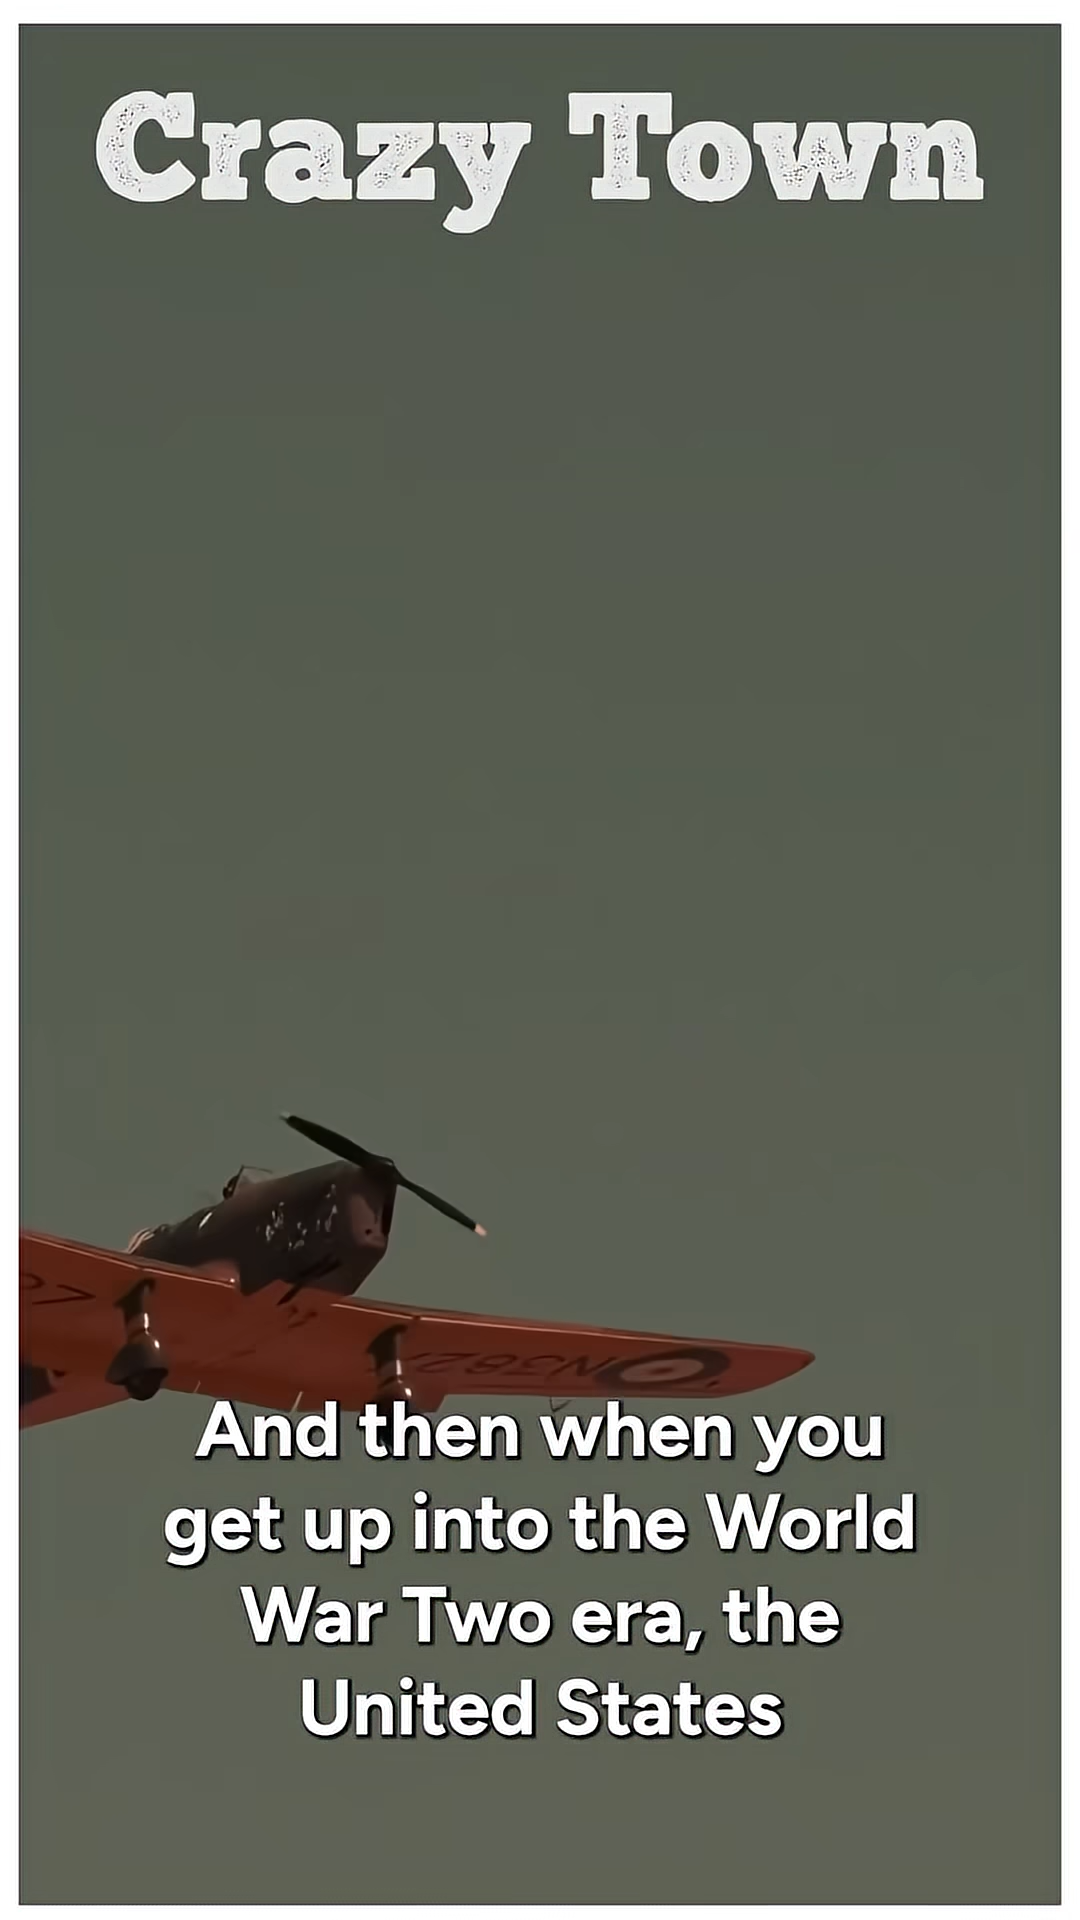 Crazy Town
And then when you
get up into the World
War Two era, the
United States